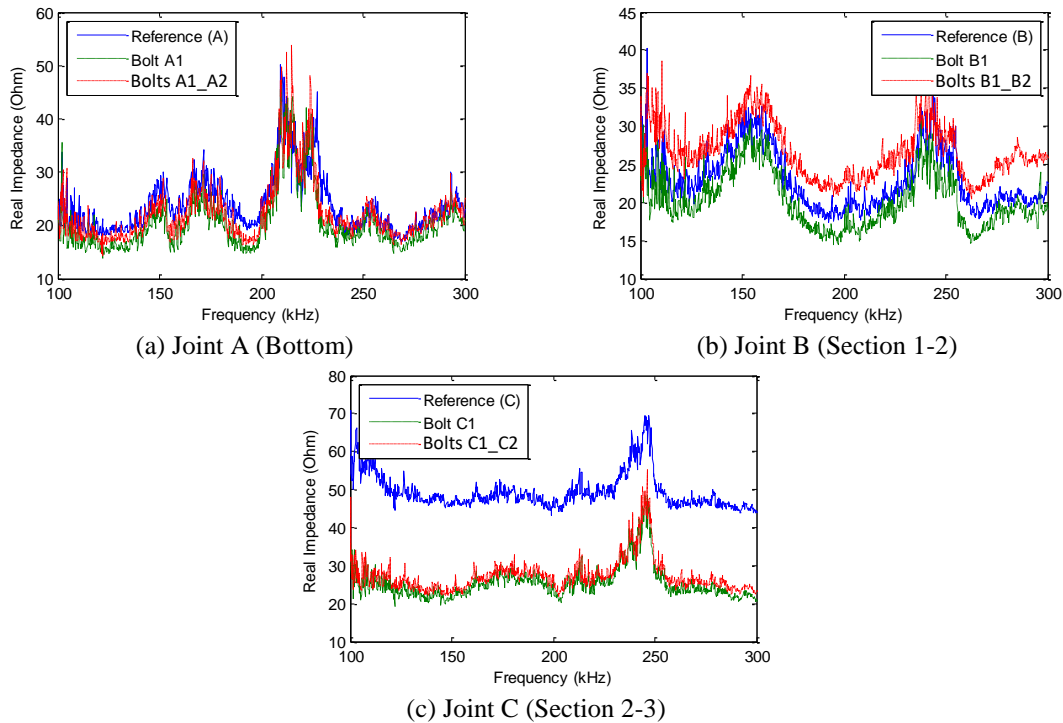 60
50
40
30
20
10
100
150
200
250
300
Real Impedance (Ohm)
Frequency (kHz)
Reference (A)
Bolt A1
Bolts A1_A2
(a) Joint A (Bottom)
45
40
35
30
25
20
15
10
100
150
200
250
300
Real Impedance (Ohm)
Frequency (kHz)
Reference (B)
Bolt B1
Bolts B1_B2
(b) Joint B (Section 1-2)
80
70
60
50
40
30
20
10
100
150
200
250
300
Real Impedance (Ohm)
Frequency (kHz)
Reference (C)
Bolt C1
Bolts C1_C2
(c) Joint C (Section 2-3)